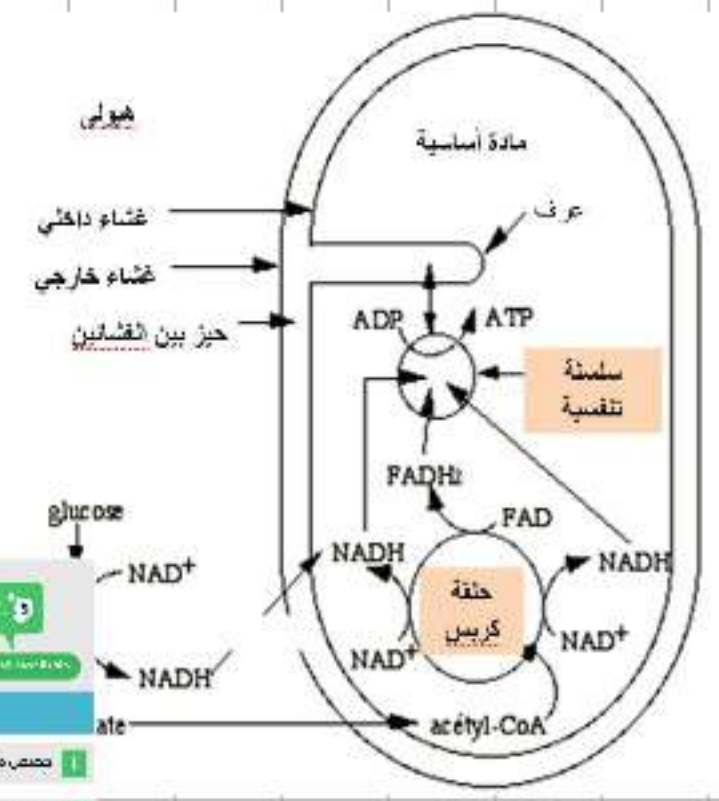 هيولى
مادة أساسية
غشاء داخلي
عرف
غشاء خارجي
حيز بين الغشائين
ADP
ATP
سلسلة
تنفسية
FADH₂
glucose
FAD
NAD⁺
NADH
NADH
حلقة
كربس
NAD⁺
NAD⁺
NADH
ate
acétyl-CoA